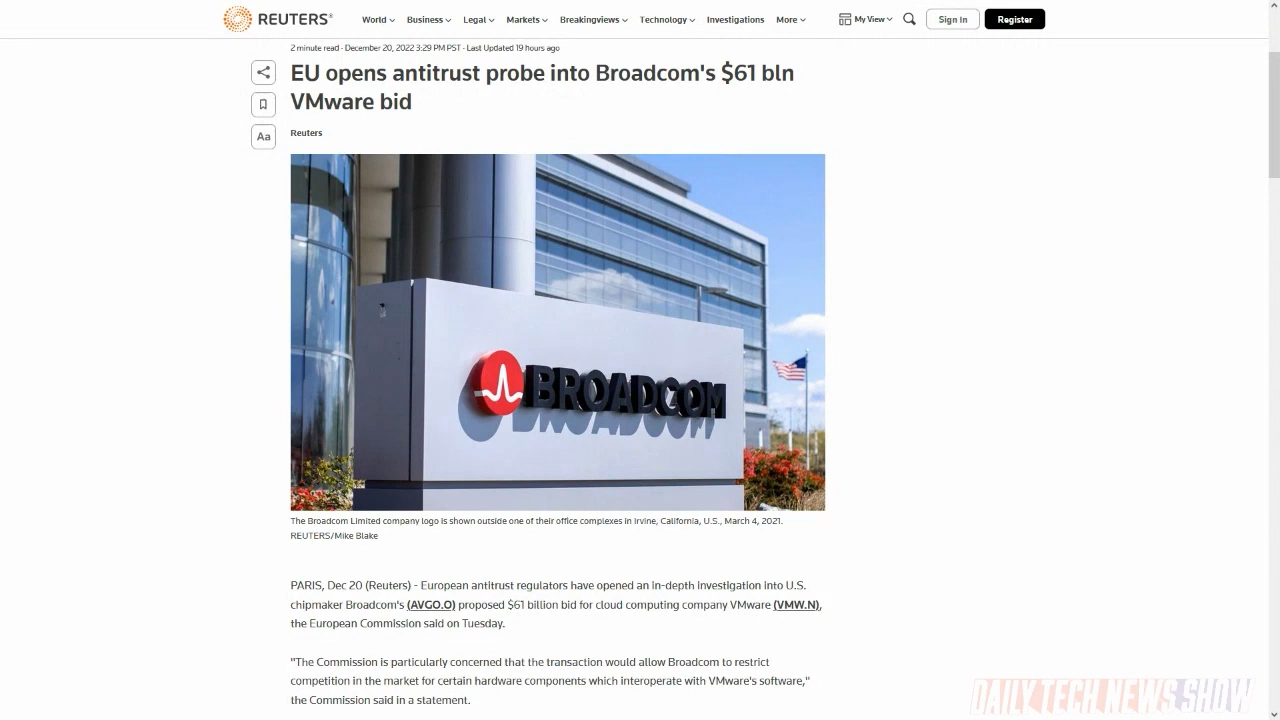 REUTERS®
World Business Legal Markets Breakingviews Technology Investigations More My View Sign In Register
2 minute read · December 20, 2022 3:29 PM PST · Last Updated 19 hours ago
EU opens antitrust probe into Broadcom's $61 bln
VMware bid
Aa
Reuters
BROADCOM
The Broadcom Limited company logo is shown outside one of their office complexes in Irvine, California, U.S., March 4, 2021.
REUTERS/Mike Blake
PARIS, Dec 20 (Reuters) - European antitrust regulators have opened an in-depth investigation into U.S.
chipmaker Broadcom's (AVGO.O) proposed $61 billion bid for cloud computing company VMware (VMW.N),
the European Commission said on Tuesday.
"The Commission is particularly concerned that the transaction would allow Broadcom to restrict
competition in the market for certain hardware components which interoperate with VMware's software,"
the Commission said in a statement.
DAILY TECH NEWS SHOW